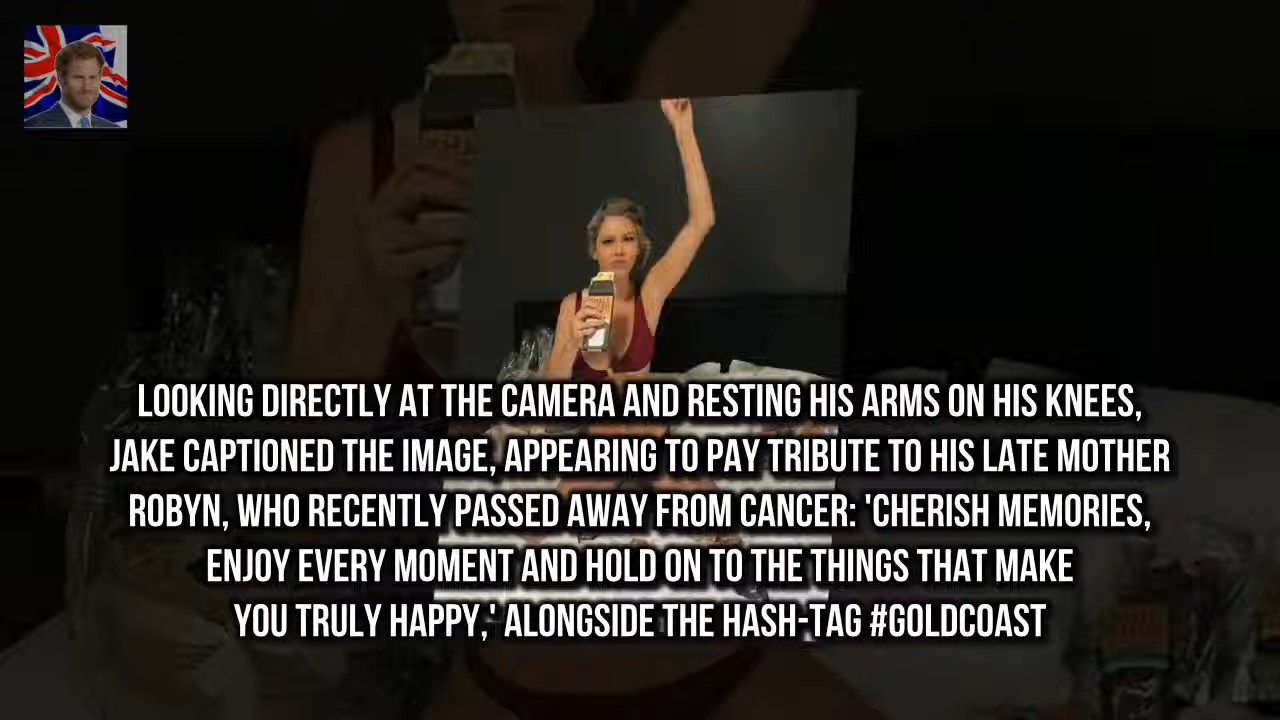 LOOKING DIRECTLY AT THE CAMERA AND RESTING HIS ARMS ON HIS KNEES,
JAKE CAPTIONED THE IMAGE, APPEARING TO PAY TRIBUTE TO HIS LATE MOTHER
ROBYN, WHO RECENTLY PASSED AWAY FROM CANCER: 'CHERISH MEMORIES,
ENJOY EVERY MOMENT AND HOLD ON TO THE THINGS THAT MAKE
YOU TRULY HAPPY,' ALONGSIDE THE HASH-TAG #GOLDCOAST